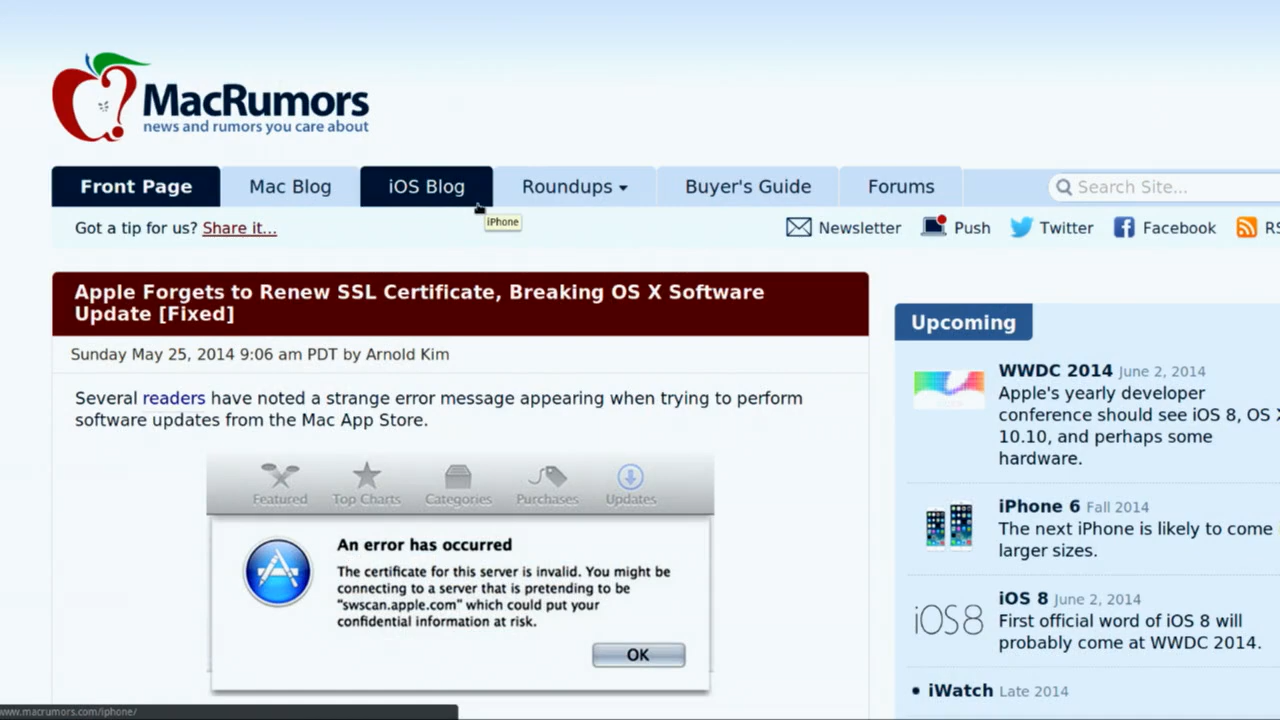 MacRumors
news and rumors you care about
Front Page Mac Blog iOS Blog Roundups Buyer's Guide Forums Search Site...
iPhone
Got a tip for us? Share it... Newsletter Push Twitter Facebook RS
Apple Forgets to Renew SSL Certificate, Breaking OS X Software
Update [Fixed]
Sunday May 25, 2014 9:06 am PDT by Arnold Kim
Several readers have noted a strange error message appearing when trying to perform
software updates from the Mac App Store.
Featured Top Charts Categories Purchases Updates
An error has occurred
The certificate for this server is invalid. You might be
connecting to a server that is pretending to be
"swscan.apple.com" which could put your
confidential information at risk.
OK
Upcoming
WWDC 2014 June 2, 2014
Apple's yearly developer
conference should see iOS 8, OS X
10.10, and perhaps some
hardware.
iPhone 6 Fall 2014
The next iPhone is likely to come
larger sizes.
iOS8
iOS 8 June 2, 2014
First official word of iOS 8 will
probably come at WWDC 2014.
• iWatch Late 2014
www.macrumors.com/iphone/